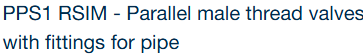 PPS1 RSIM - Parallel male thread valves
with fittings for pipe